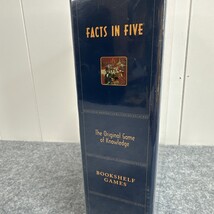 FACTS IN FIVE
The Original Game
of Knowledge
BOOKSHELF
GAMES